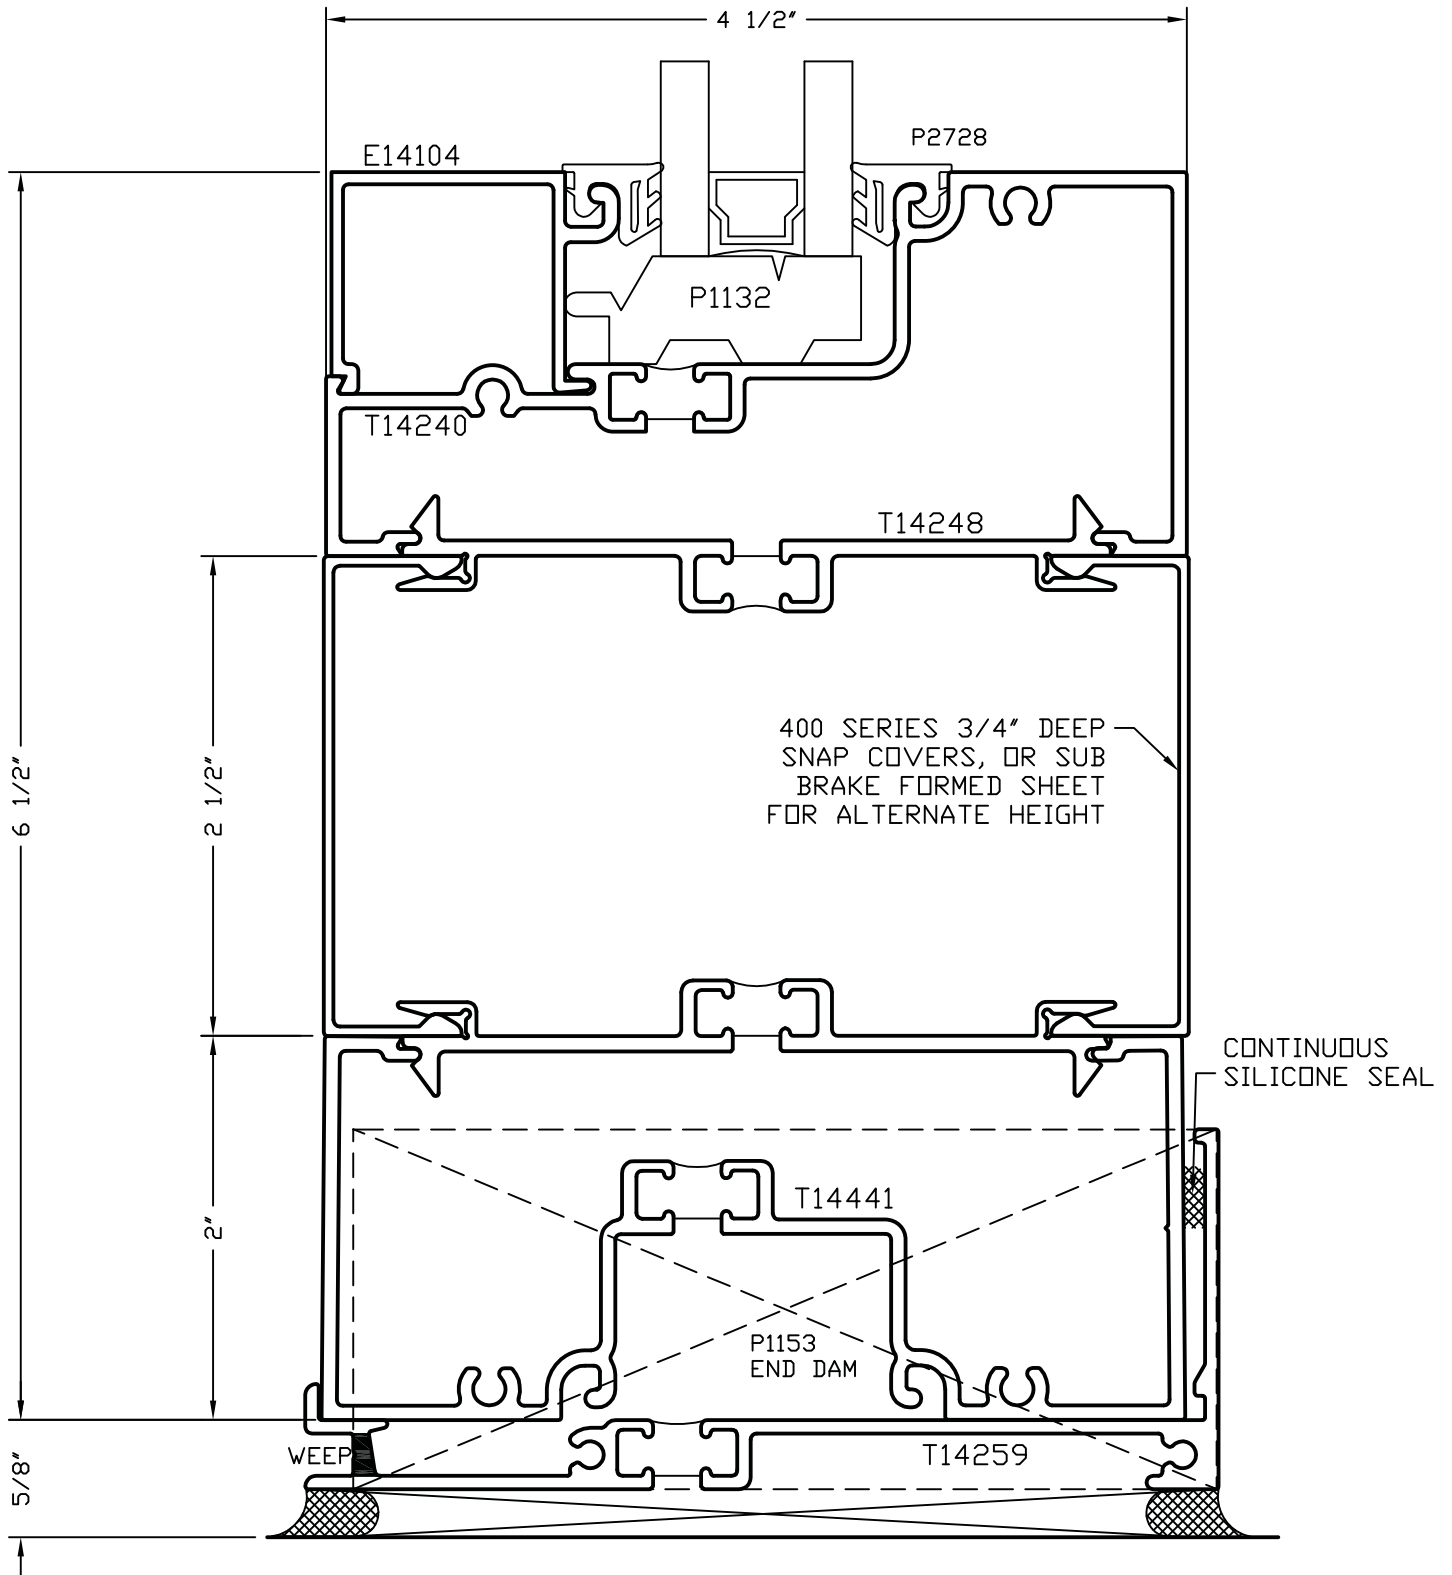 4 1/2"
P2728
E14104
P1132
T14240
T14248
400 SERIES 3/4" DEEP
SNAP COVERS, OR SUB
BRAKE FORMED SHEET
FOR ALTERNATE HEIGHT
6 1/2"
2 1/2"
CONTINUOUS
SILICONE SEAL
T14441
2"
P1153
END DAM
WEEP
T14259
5/8"